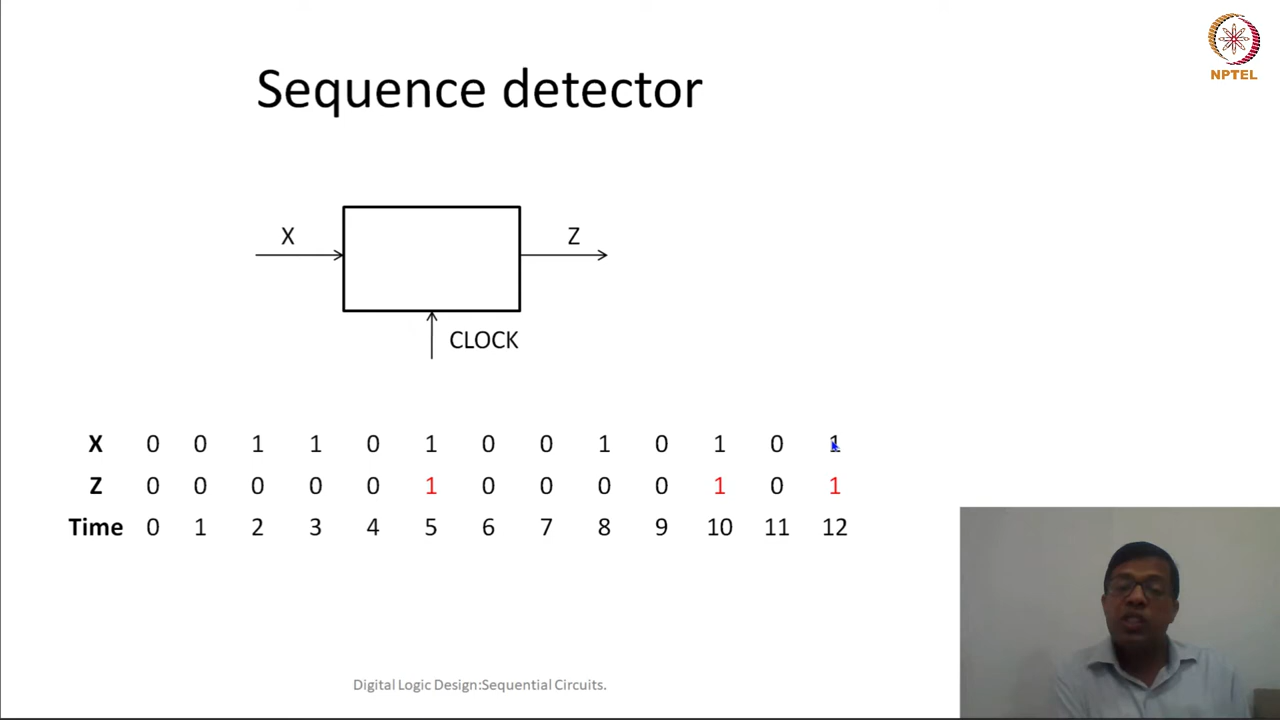 NPTEL
Sequence detector
X
Z
CLOCK
X 0 0 1 1 0 1 0 0 1 0 1 0 1
Z 0 0 0 0 0 1 0 0 0 0 1 0 1
Time 0 1 2 3 4 5 6 7 8 9 10 11 12
Digital Logic Design:Sequential Circuits.